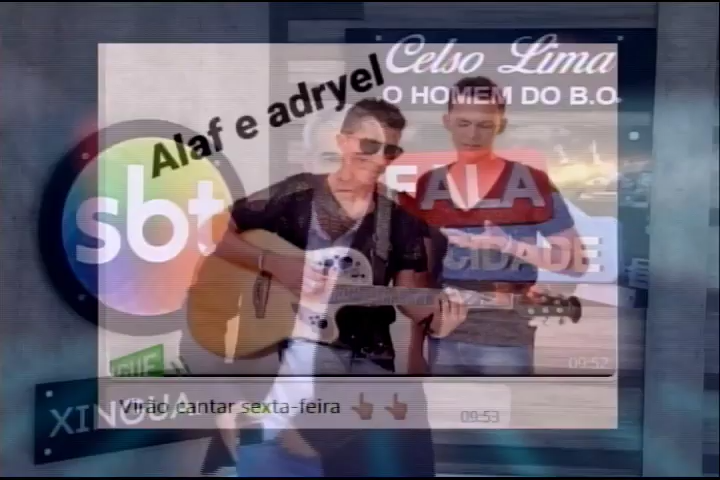 Celso Lima
O HOMEM DO B.O
Alaf e adryel
sbt
FALA
CIDADE
09:52
XINGUA
Virão cantar sexta-feira 👆🏾👆🏾
09:53